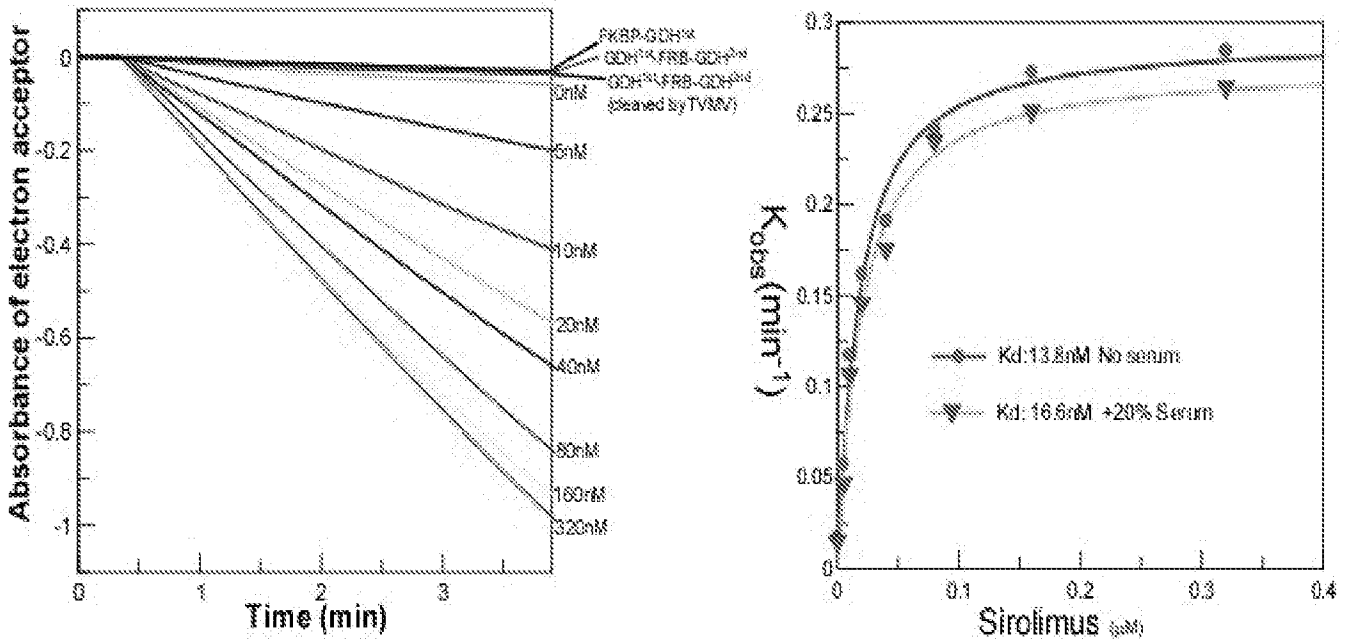 Absorbance of electron acceptor
0
-0.2
-0.4
-0.6
-0.8
-1
0
1
2
3
Time (min)
FKBP-GDH
GDH -FRB-GDH
GDH -FRB-GDH
(cleaved by TVMV)
0nM
5nM
10nM
20nM
40nM
80nM
160nM
320nM
Kobs(min⁻¹)
0.3
0.25
0.2
0.15
0.1
0.05
0
Kd:13.8nM No serum
Kd: 16.6nM +20% Serum
0
0.1
0.2
0.3
0.4
Sirolimus (µM)